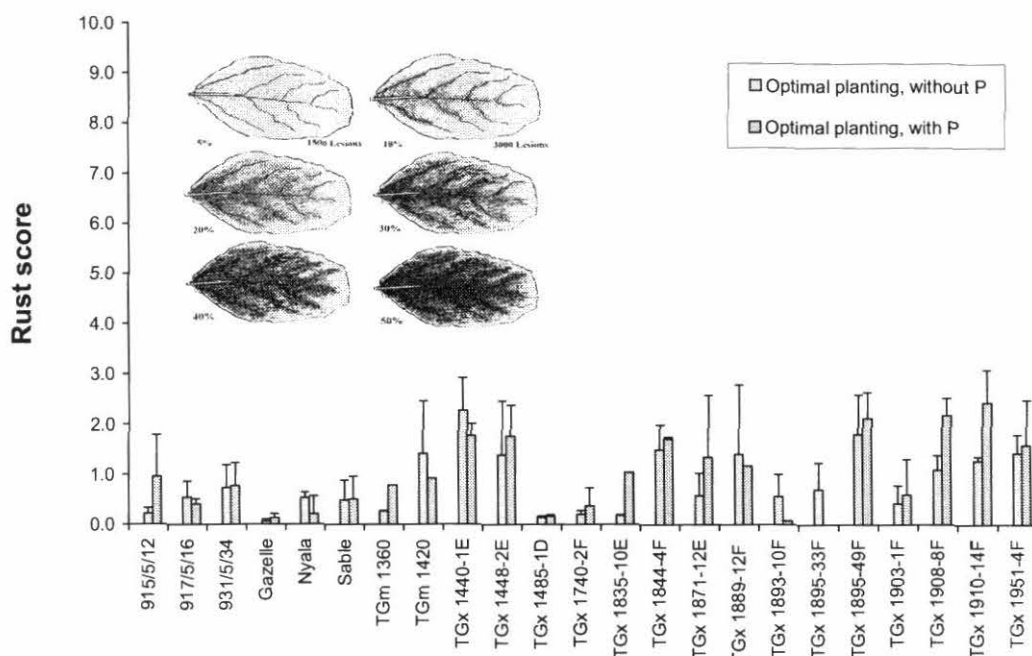 Rust score
10.0
9.0
8.0
7.0
6.0
5.0
4.0
3.0
2.0
1.0
0.0
5% 1500 Lesions
10% 3000 Lesions
20%
30%
40%
50%
Optimal planting, without P
Optimal planting, with P
915/5/12
917/5/16
931/5/34
Gazelle
Nyala
Sable
TGm 1360
TGm 1420
TGx 1440-1E
TGx 1448-2E
TGx 1485-1D
TGx 1740-2F
TGx 1835-10E
TGx 1844-4F
TGx 1871-12E
TGx 1889-12F
TGx 1893-10F
TGx 1895-33F
TGx 1895-49F
TGx 1903-1F
TGx 1908-8F
TGx 1910-14F
TGx 1951-4F